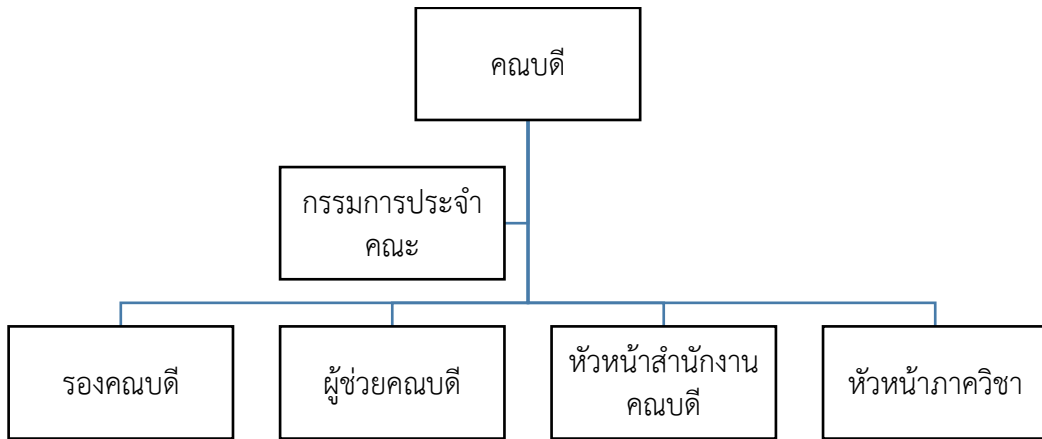 คณบดี
กรรมการประจำ
คณะ
รองคณบดี
ผู้ช่วยคณบดี
หัวหน้าสำนักงาน
คณบดี
หัวหน้าภาควิชา